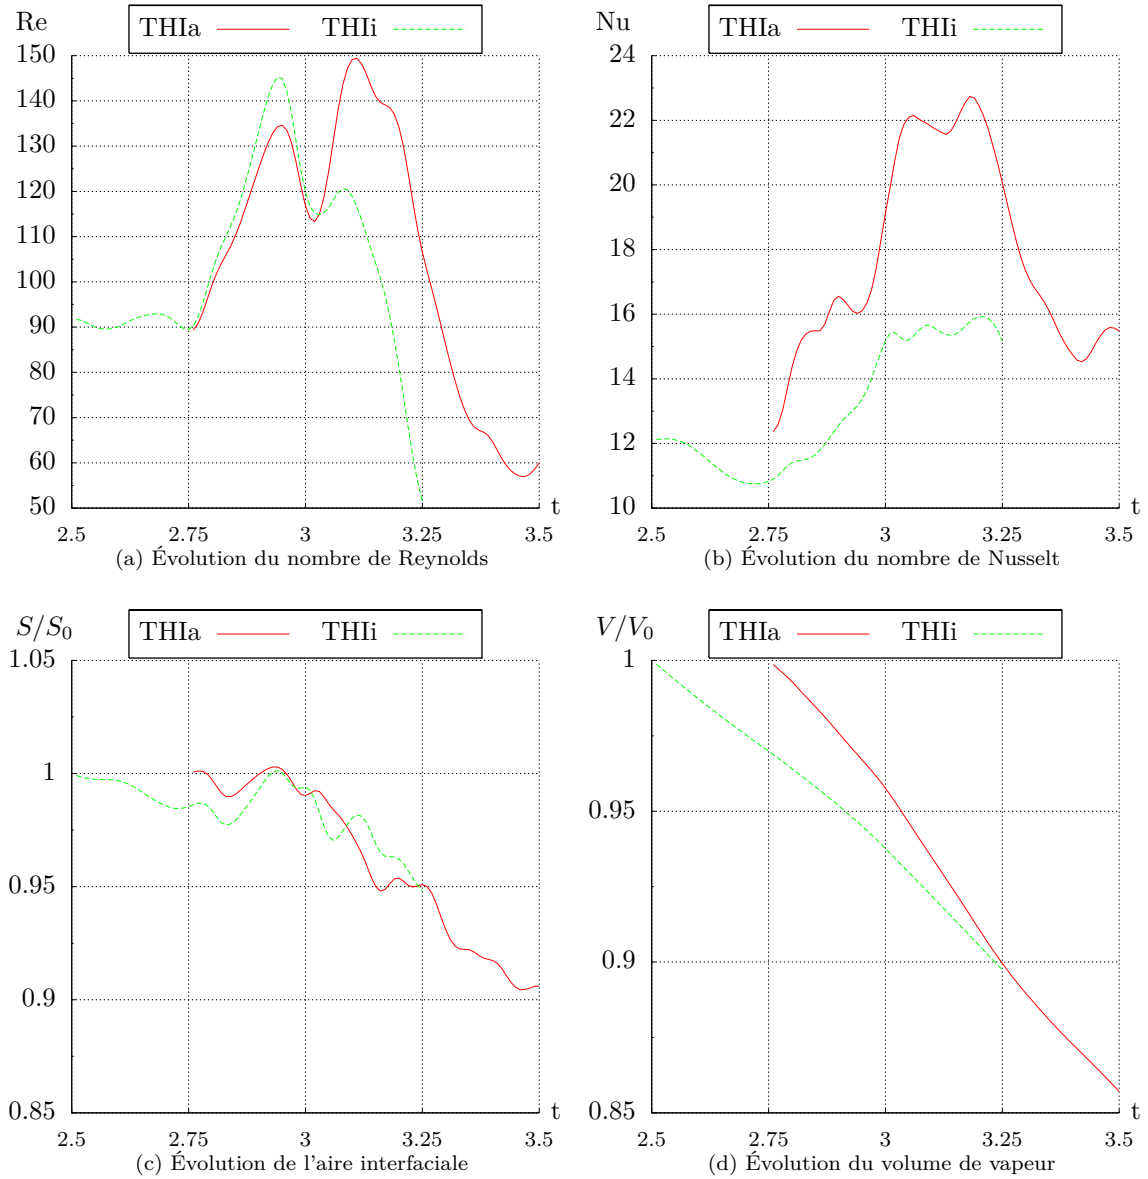 Re
THIa THIi
150
140
130
120
110
100
90
80
70
60
50
2.5 2.75 3 3.25 3.5
t
(a) Évolution du nombre de Reynolds
Nu
THIa THIi
24
22
20
18
16
14
12
10
2.5 2.75 3 3.25 3.5
t
(b) Évolution du nombre de Nusselt
S/S0
THIa THIi
1.05
1
0.95
0.9
0.85
2.5 2.75 3 3.25 3.5
t
(c) Évolution de l'aire interfaciale
V/V0
THIa THIi
1
0.95
0.9
0.85
2.5 2.75 3 3.25 3.5
t
(d) Évolution du volume de vapeur